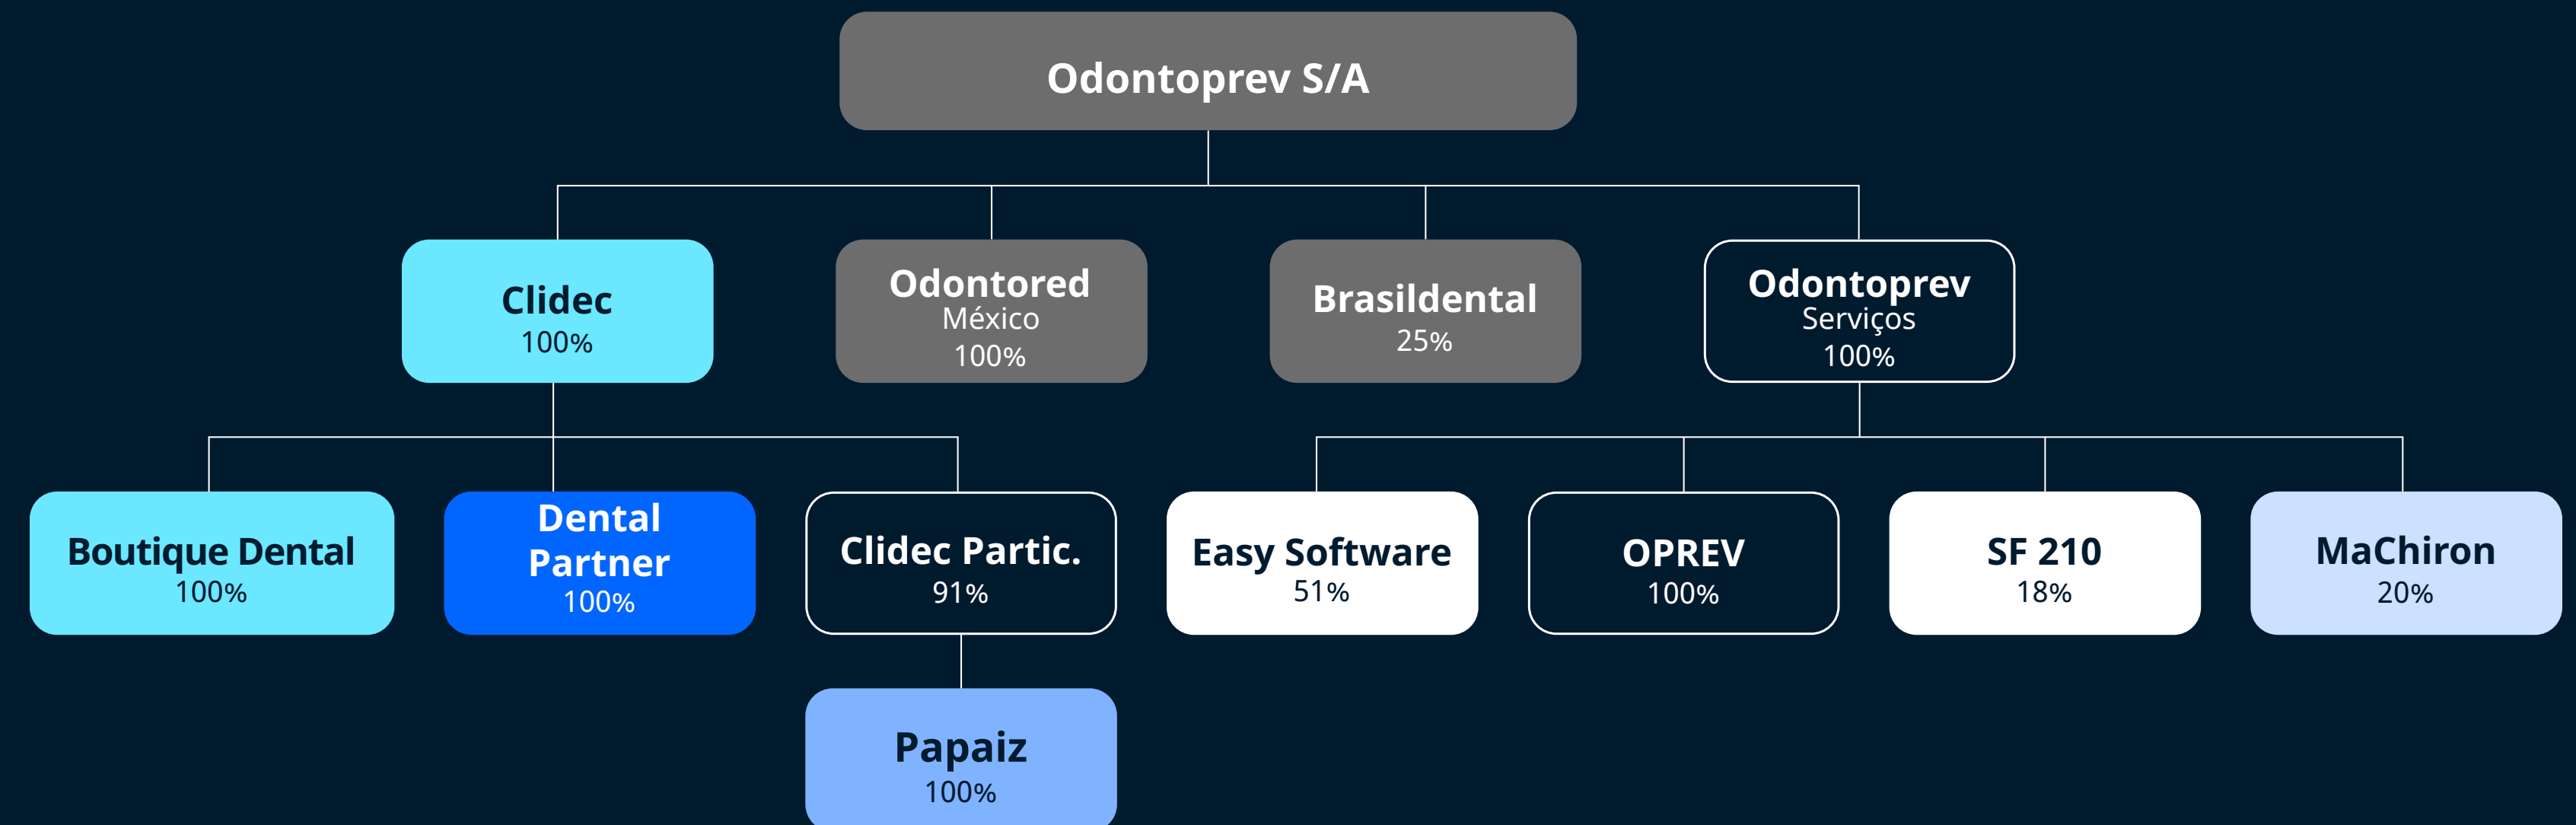 Odontoprev S/A
Clidec
100%
Odontored
México
100%
Brasildental
25%
Odontoprev
Serviços
100%
Boutique Dental
100%
Dental
Partner
100%
Clidec Partic.
91%
Easy Software
51%
OPREV
100%
SF 210
18%
MaChiron
20%
Papaiz
100%